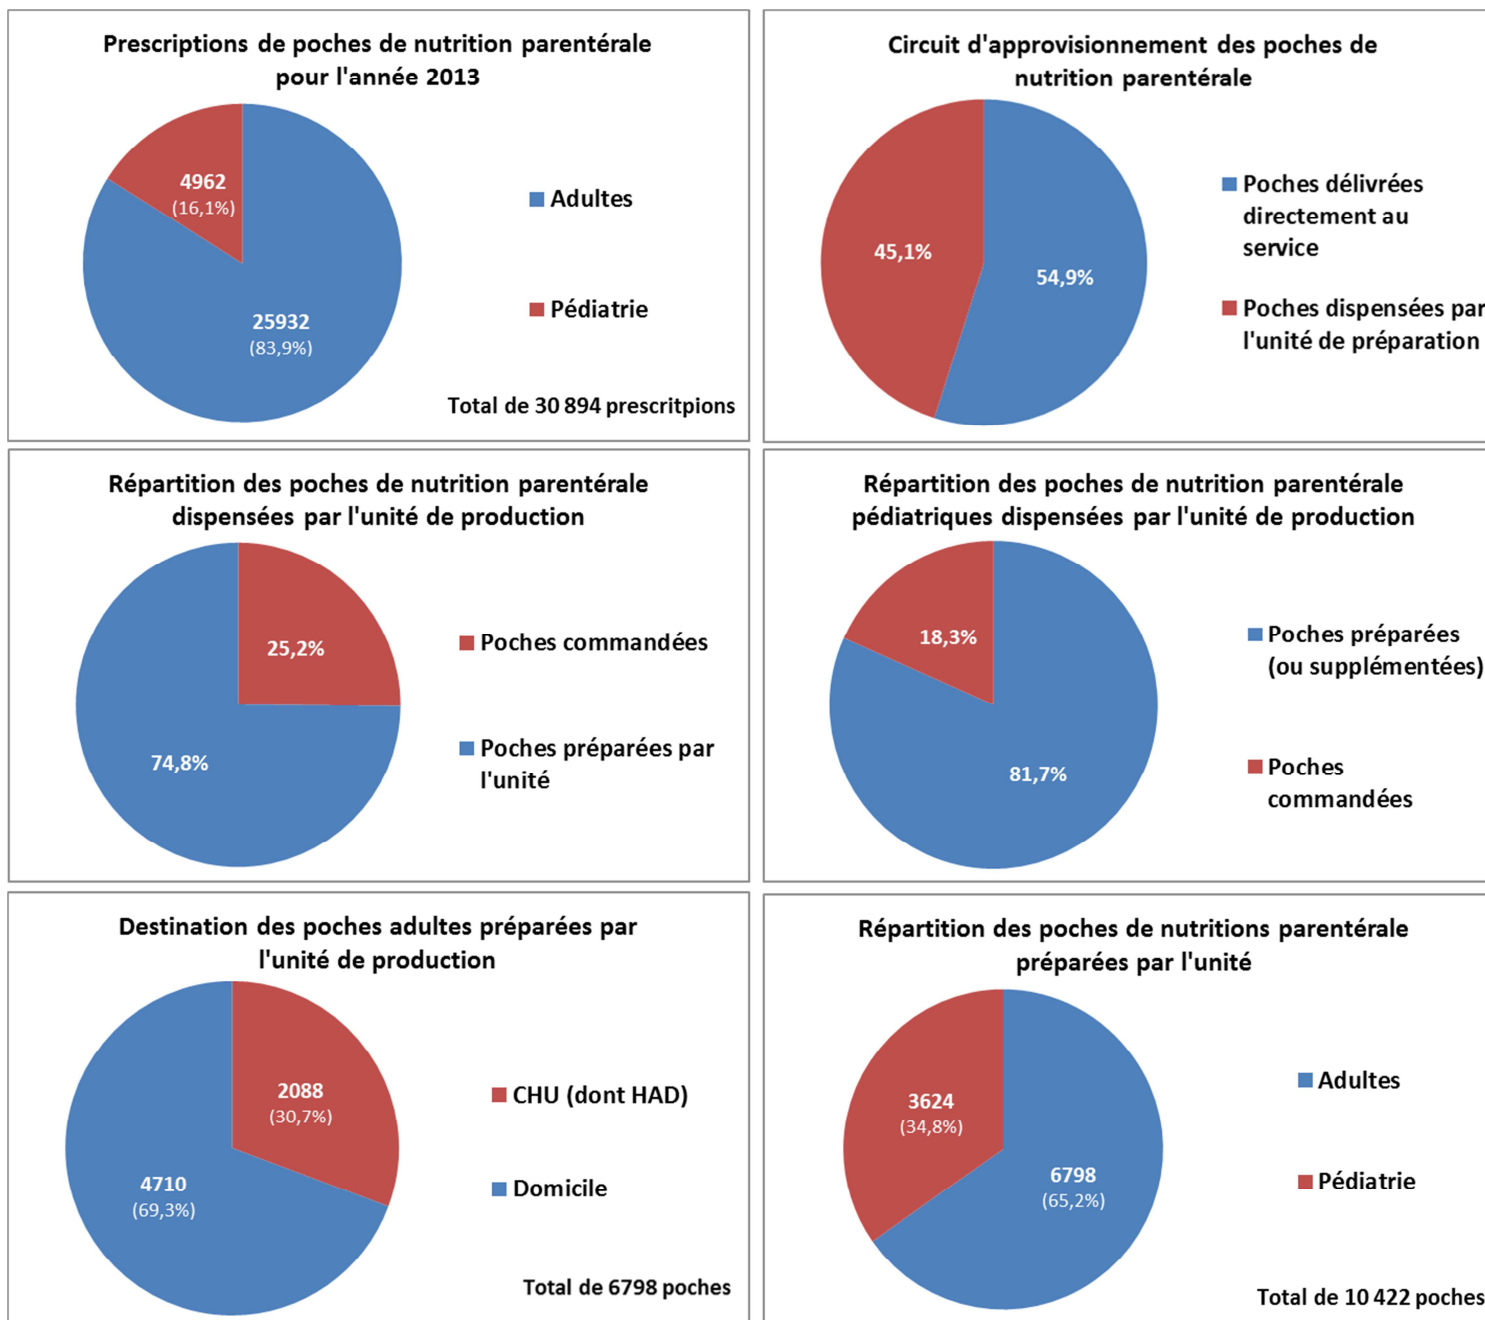 Prescriptions de poches de nutrition parentérale
pour l'année 2013
4962
(16,1%)
25932
(83,9%)
Adultes
Pédiatrie
Total de 30 894 prescritpions
Circuit d'approvisionnement des poches de
nutrition parentérale
45,1%
54,9%
Poches délivrées
directement au
service
Poches dispensées par
l'unité de préparation
Répartition des poches de nutrition parentérale
dispensées par l'unité de production
25,2%
74,8%
Poches commandées
Poches préparées par
l'unité
Répartition des poches de nutrition parentérale
pédiatriques dispensées par l'unité de production
18,3%
81,7%
Poches préparées
(ou supplémentées)
Poches
commandées
Destination des poches adultes préparées par
l'unité de production
2088
(30,7%)
4710
(69,3%)
CHU (dont HAD)
Domicile
Total de 6798 poches
Répartition des poches de nutritions parentérale
préparées par l'unité
3624
(34,8%)
6798
(65,2%)
Adultes
Pédiatrie
Total de 10 422 poches